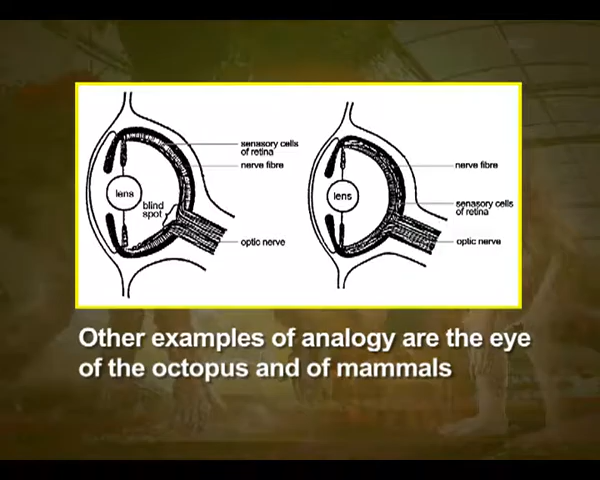 sensory cells
of retina
nerve fibre
lens
blind
spot
optic nerve
nerve fibre
lens
sensory cells
of retina
optic nerve
Other examples of analogy are the eye
of the octopus and of mammals